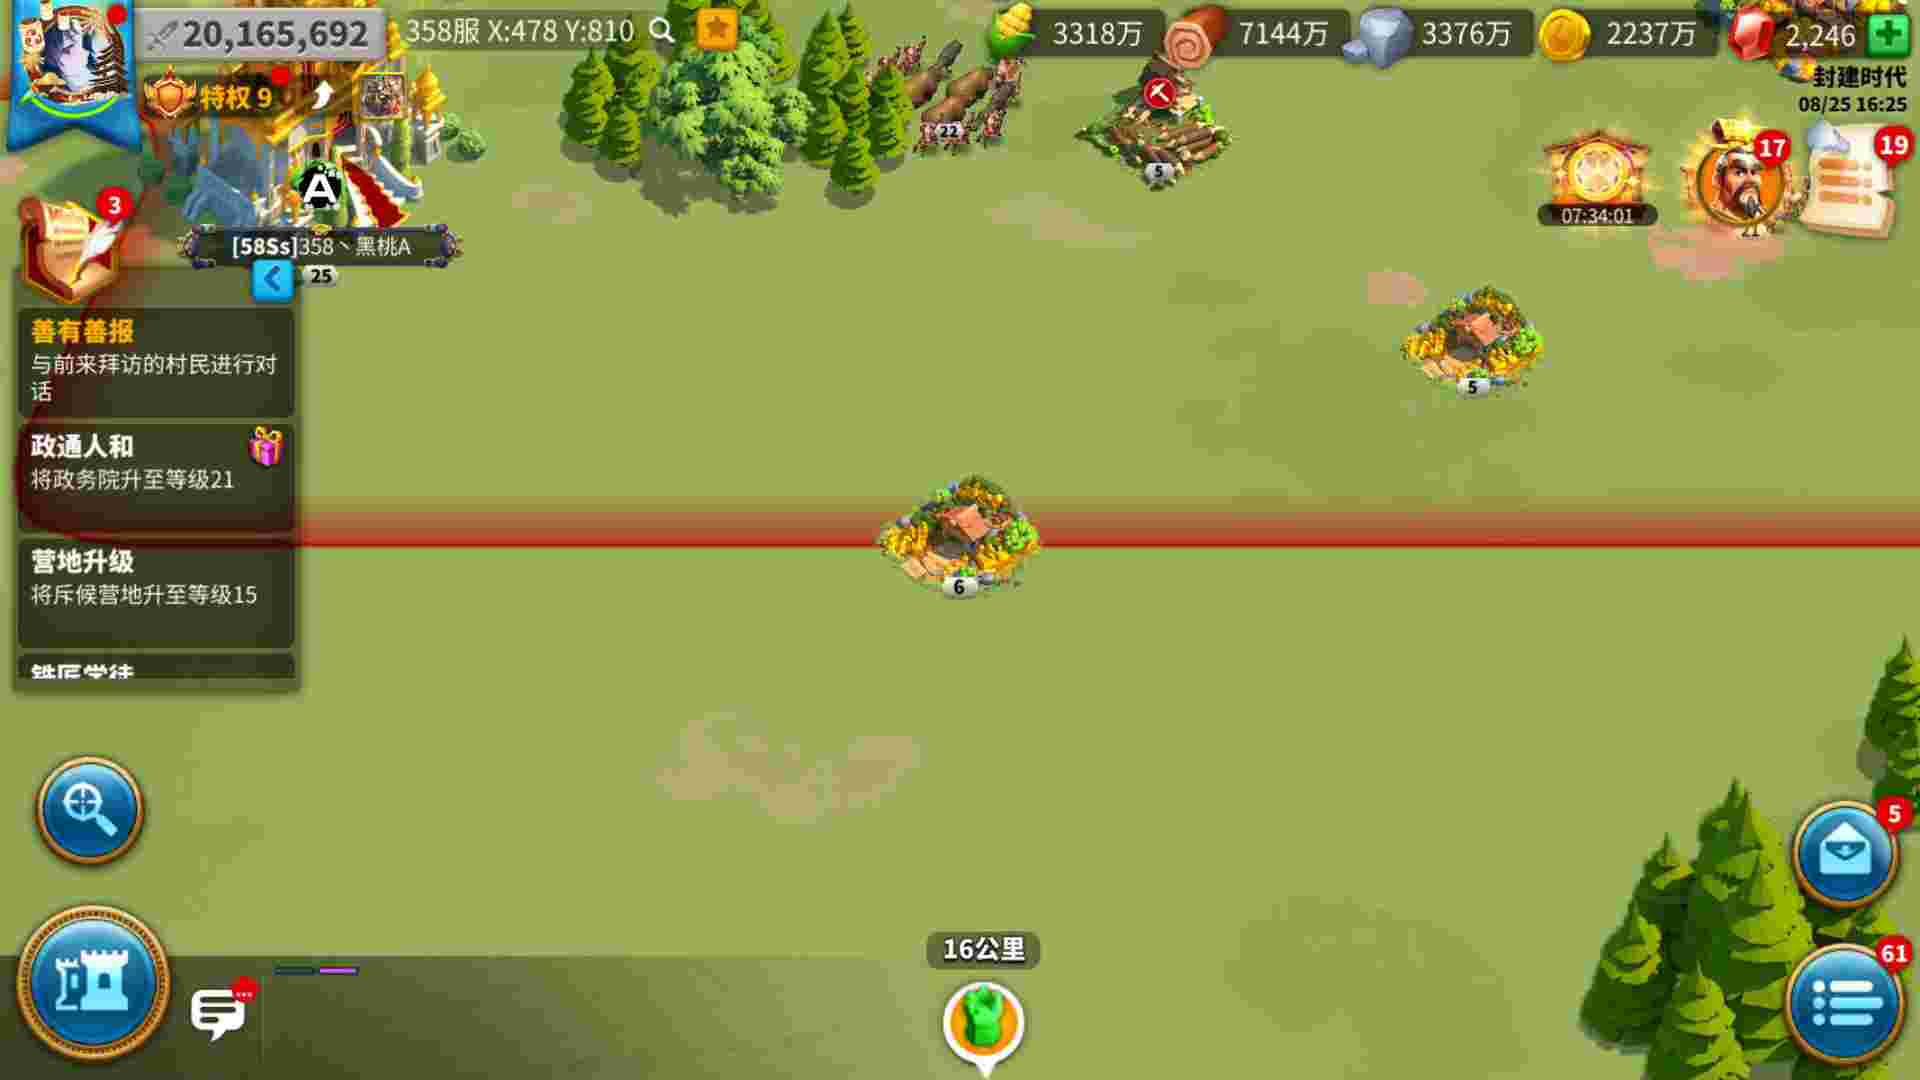 20,165,692
358服 X:478 Y:810
3318万
7144万
3376万
2237万
2,246
封建时代
08/25 16:25
特权 9
22
5
17
19
07:34:01
3
A
[58Ss]358丶黑桃A
25
善有善报
与前来拜访的村民进行对
话
5
政通人和
将政务院升至等级21
营地升级
将斥候营地升至等级15
6
铁匠学徒
5
16公里
61